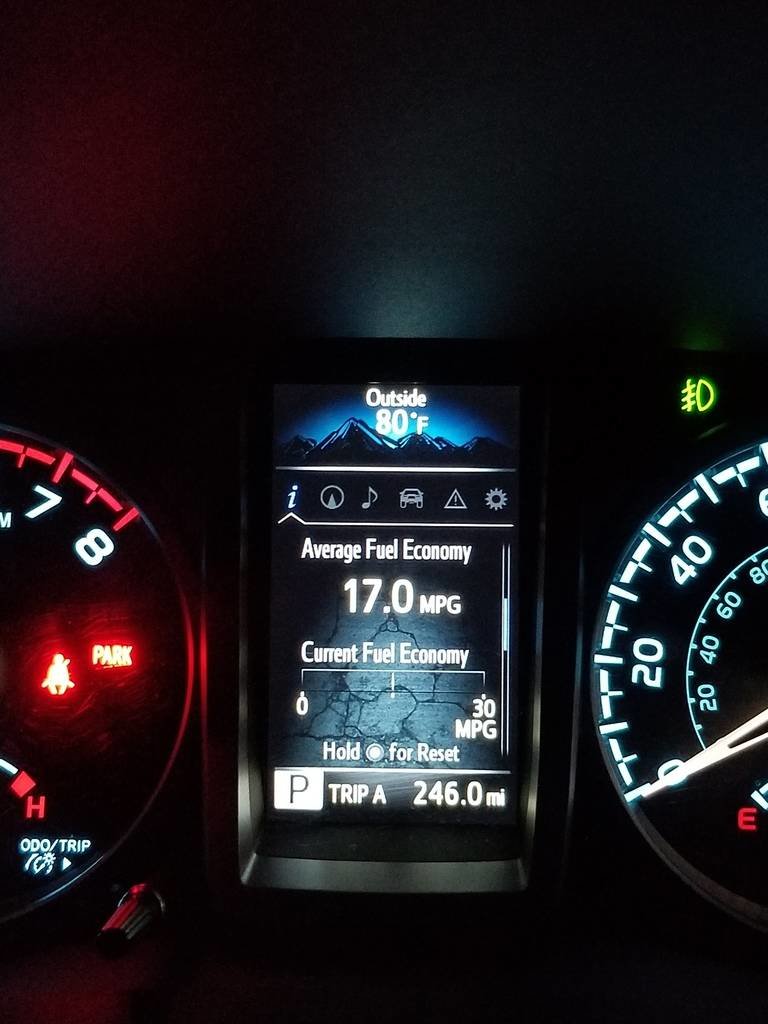 Outside
80°F
i
Average Fuel Economy
17.0 MPG
Current Fuel Economy
0 30
MPG
Hold for Reset
P TRIP A 246.0 mi
7
8
PARK
H
ODO/TRIP
0
20
40
20
40
60
80
E